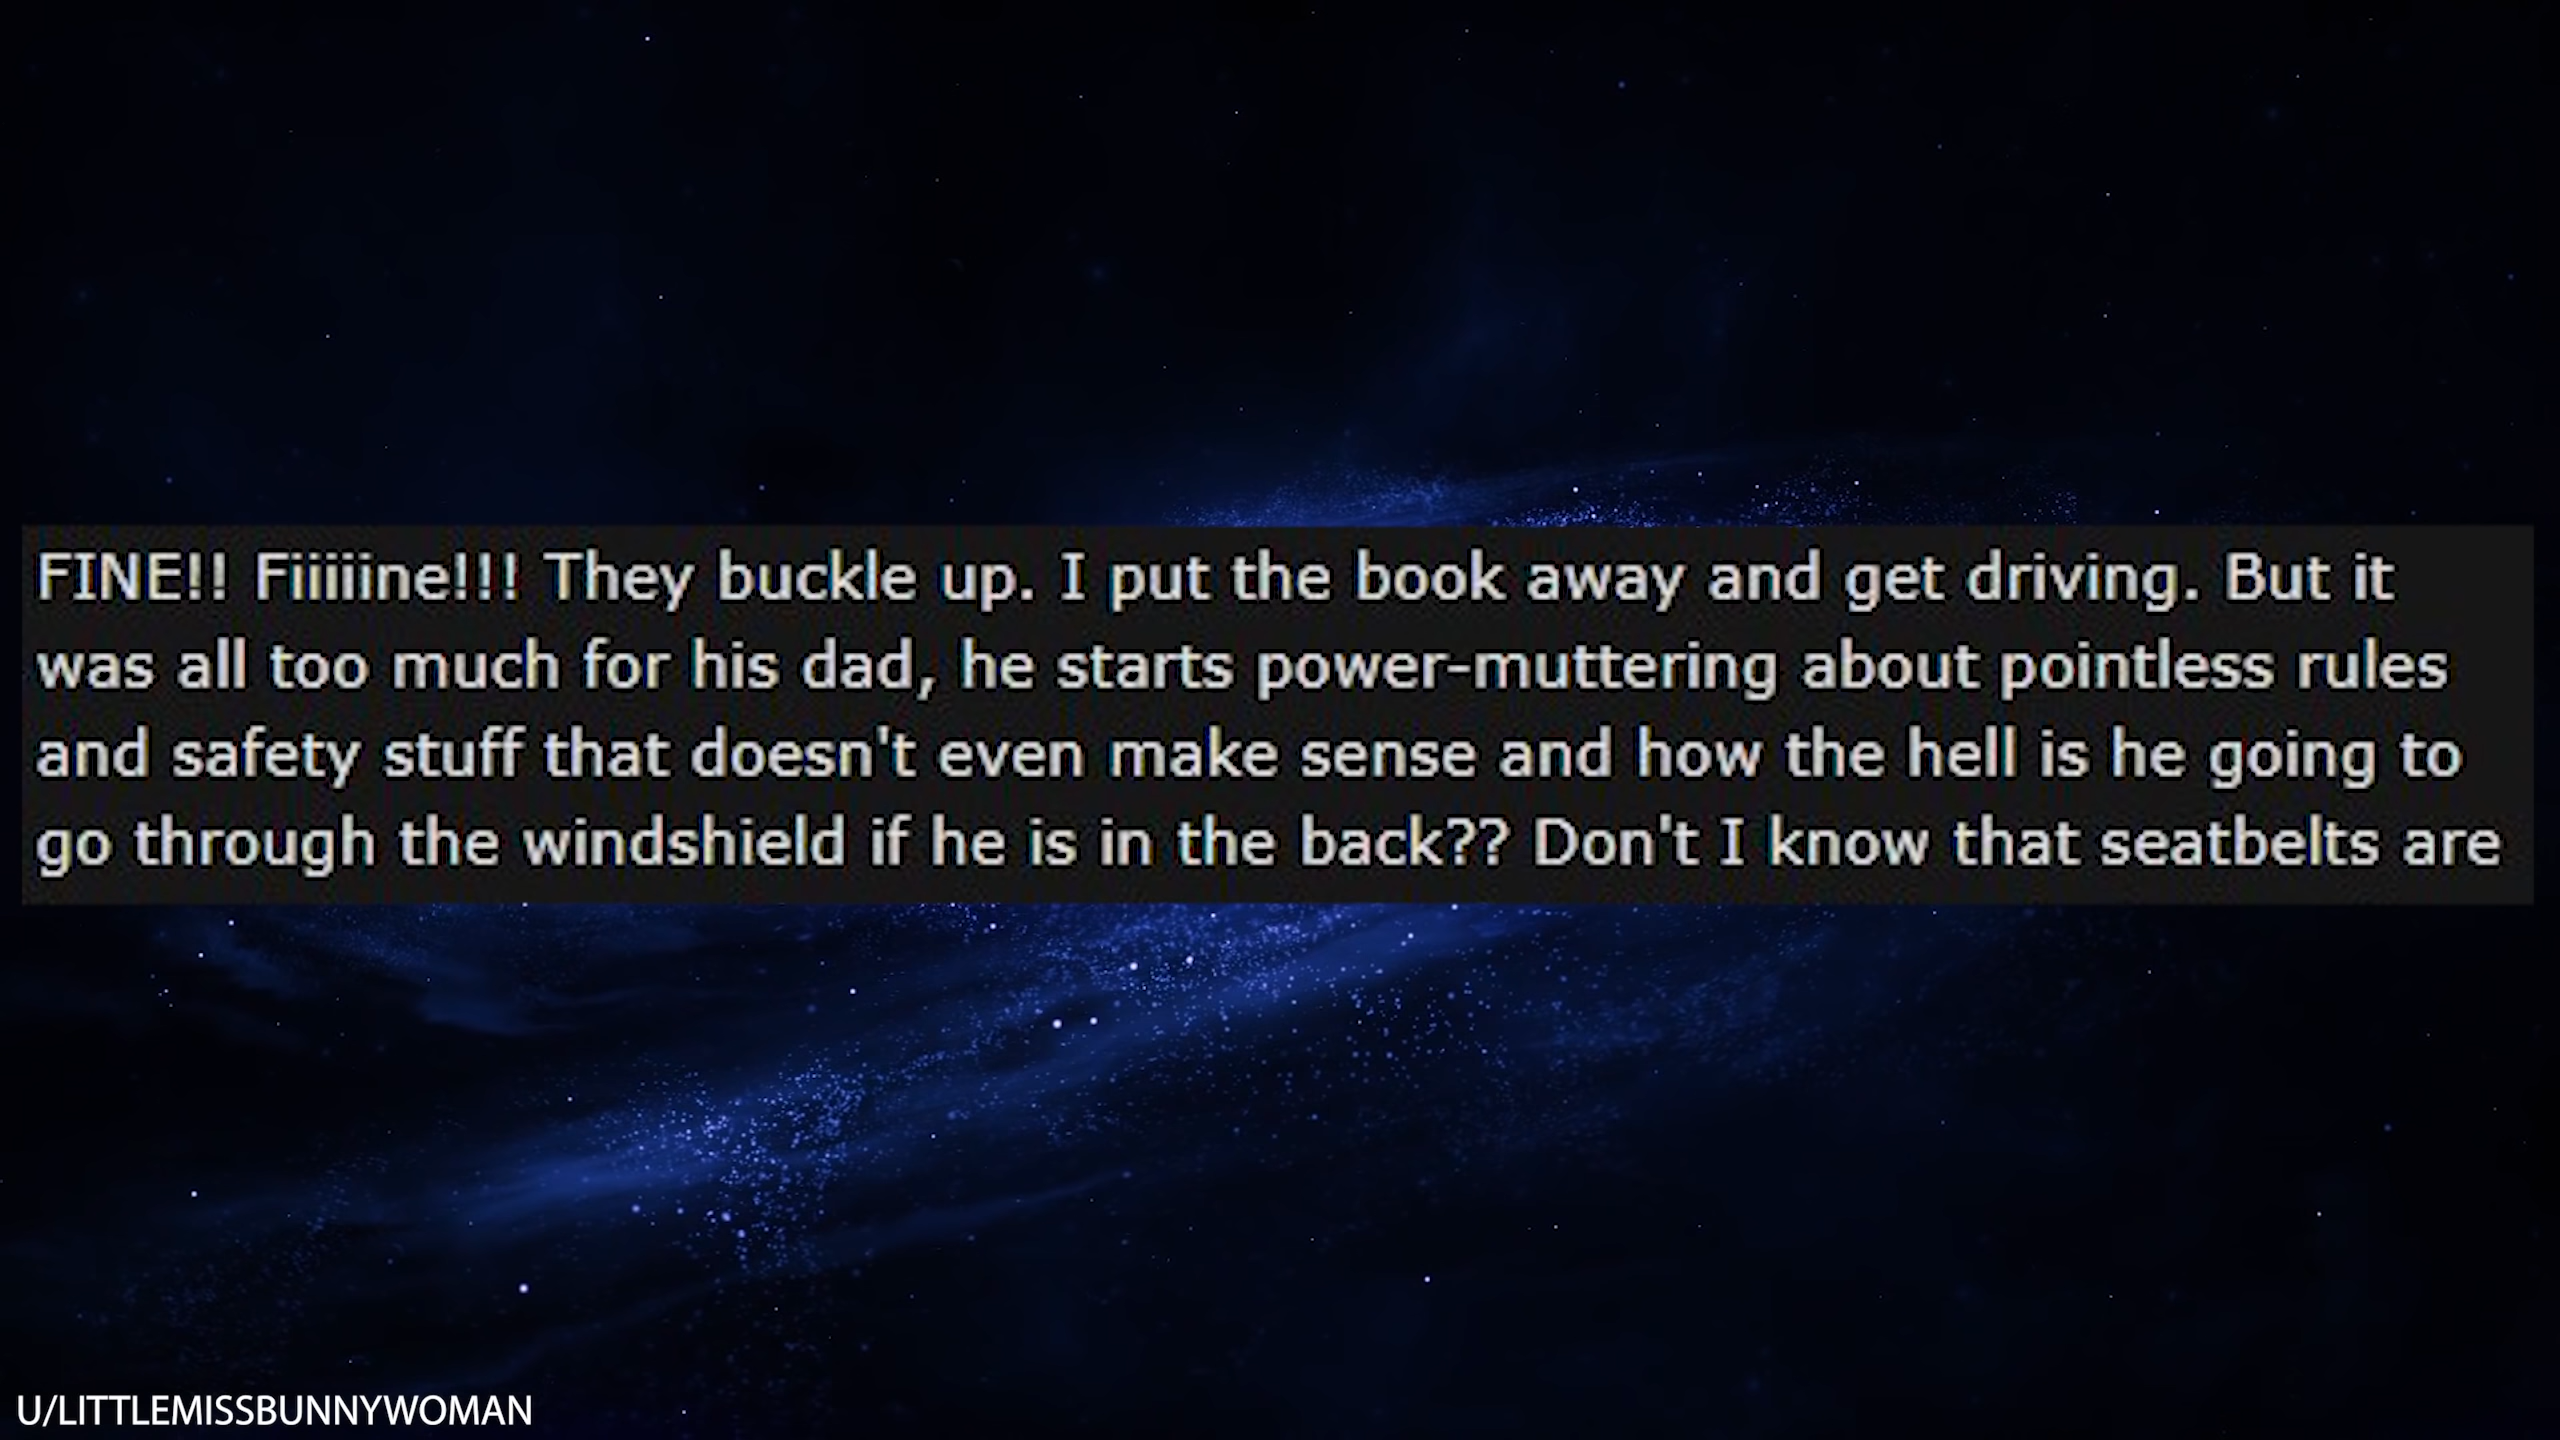 FINE!! Fiiiiine!!! They buckle up. I put the book away and get driving. But it
was all too much for his dad, he starts power-muttering about pointless rules
and safety stuff that doesn't even make sense and how the hell is he going to
go through the windshield if he is in the back?? Don't I know that seatbelts are
U/LITTLEMISSBUNNYWOMAN